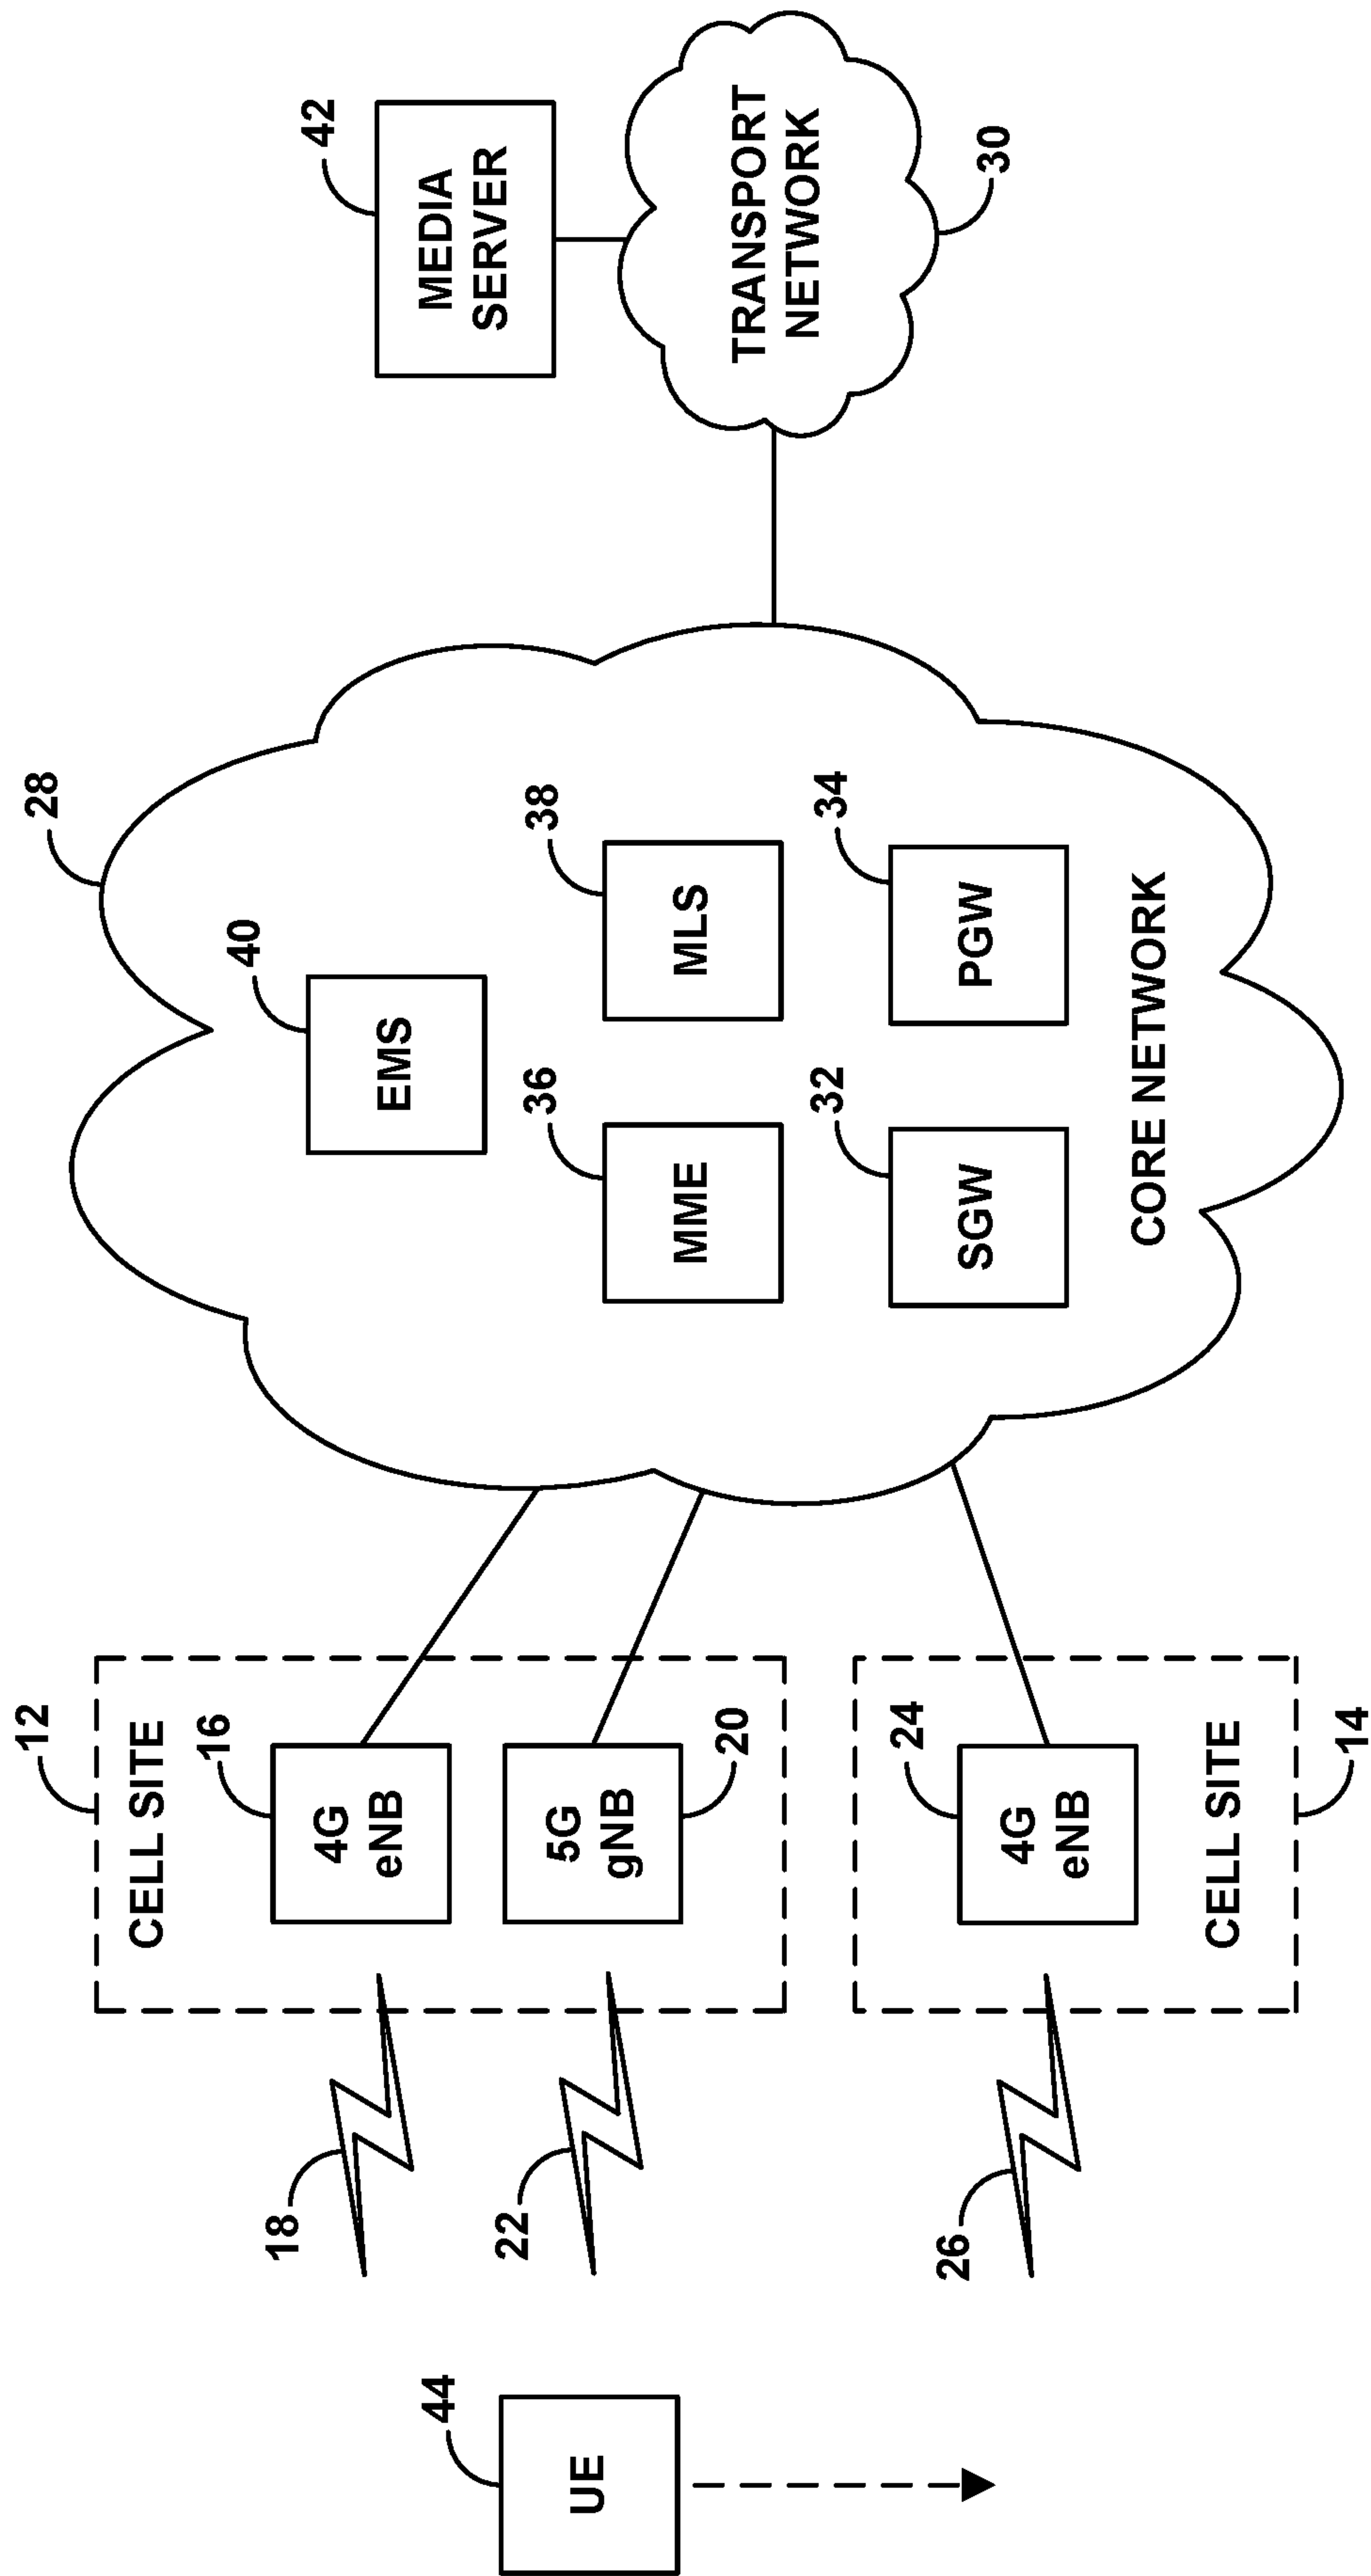 12
CELL SITE
16
4G
eNB
18
5G
gNB
20
22
44
UE
24
4G
eNB
26
CELL SITE
14
28
40
EMS
36
MME
38
MLS
32
SGW
34
PGW
CORE NETWORK
42
MEDIA
SERVER
TRANSPORT
NETWORK
30